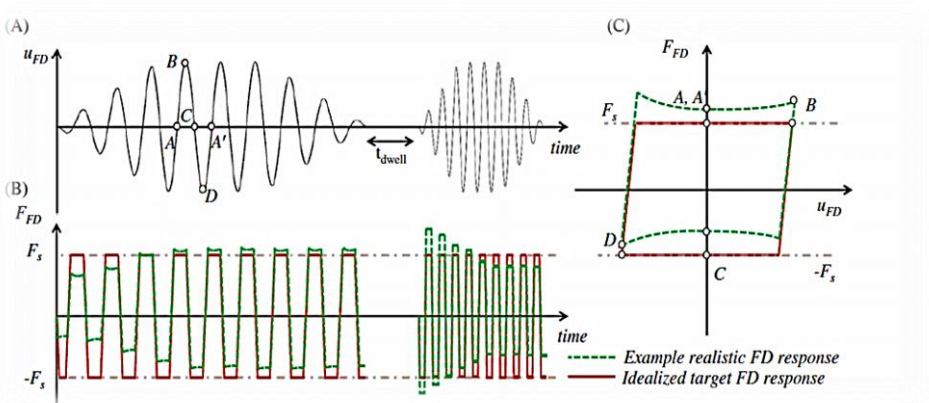 (A)
u_FD
B
C
A
A'
D
t_dwell
time
(B)
F_FD
F_s
-F_s
time
(C)
F_FD
A, A'
B
F_s
u_FD
D
C
-F_s
Example realistic FD response
Idealized target FD response